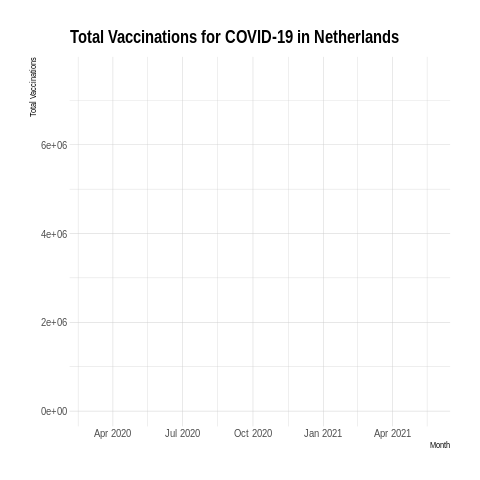 Total Vaccinations for COVID-19 in Netherlands
Total Vaccinations
6e+06
4e+06
2e+06
0e+00
Apr 2020 Jul 2020 Oct 2020 Jan 2021 Apr 2021
Month